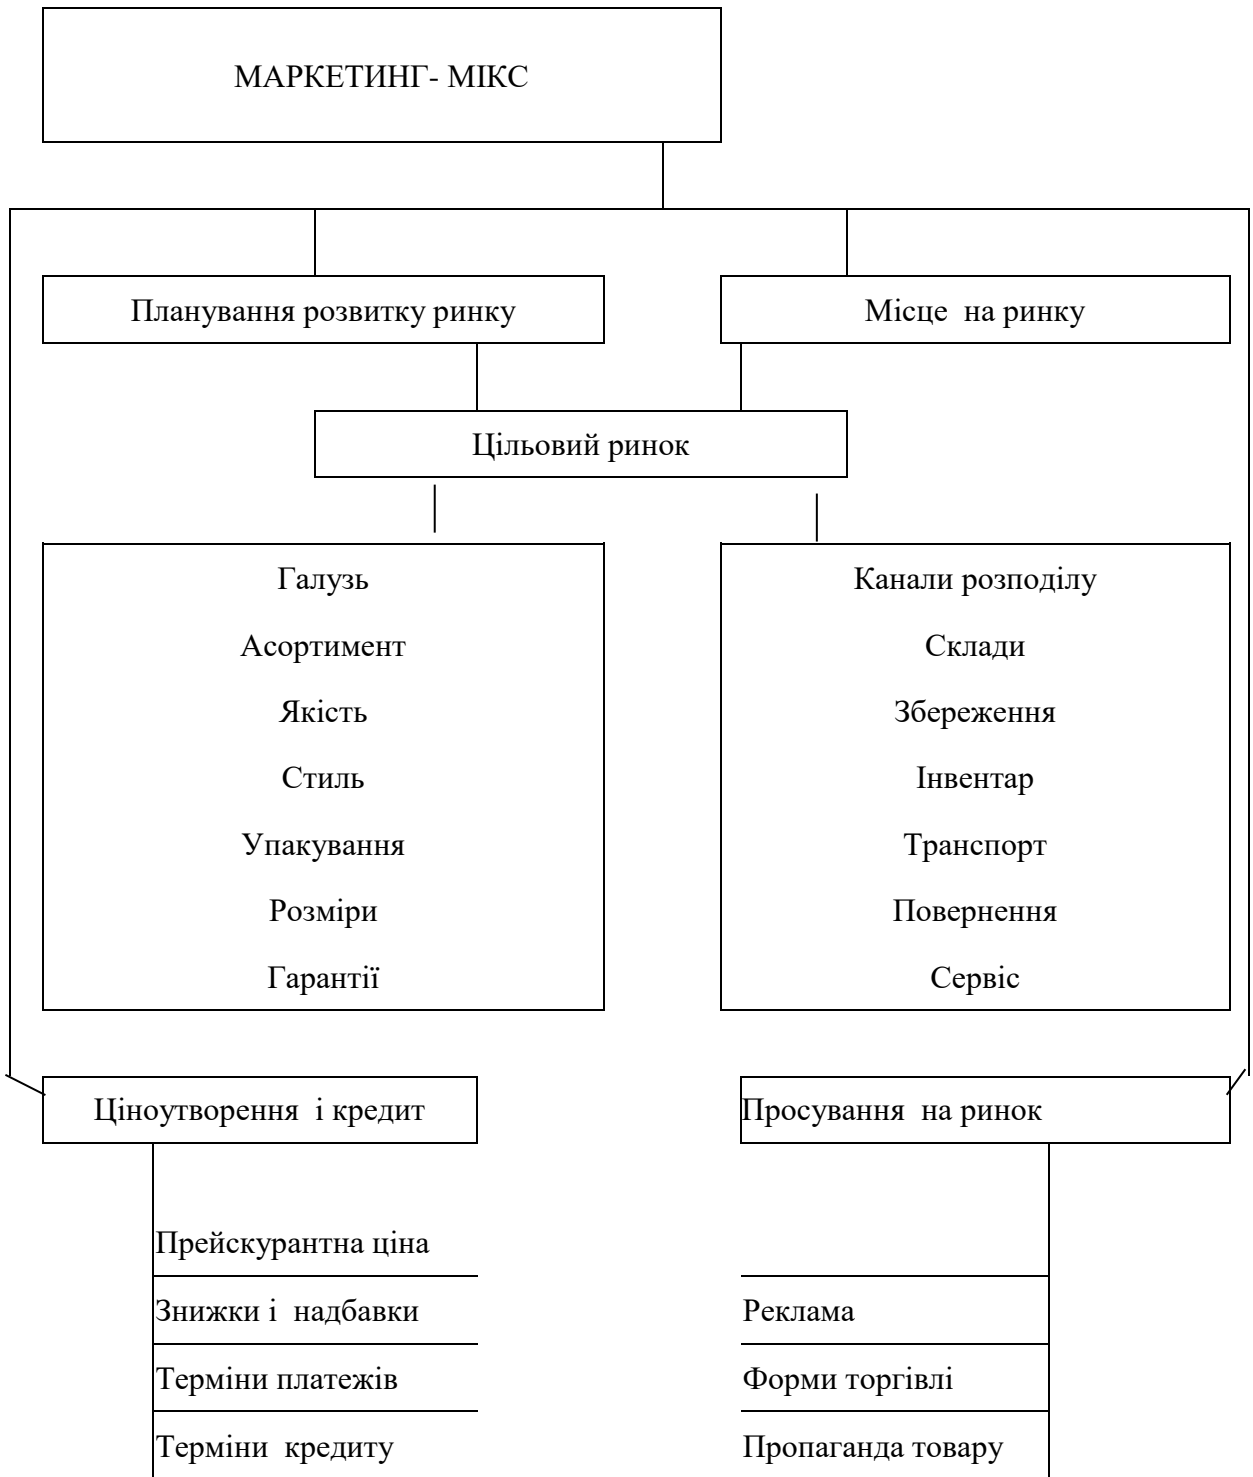 МАРКЕТИНГ- МІКС
Планування розвитку ринку
Місце на ринку
Цільовий ринок
Галузь
Асортимент
Якість
Стиль
Упакування
Розміри
Гарантії
Канали розподілу
Склади
Збереження
Інвентар
Транспорт
Повернення
Сервіс
Ціноутворення і кредит
Прейскурантна ціна
Знижки і надбавки
Терміни платежів
Терміни кредиту
Просування на ринок
Реклама
Форми торгівлі
Пропаганда товару